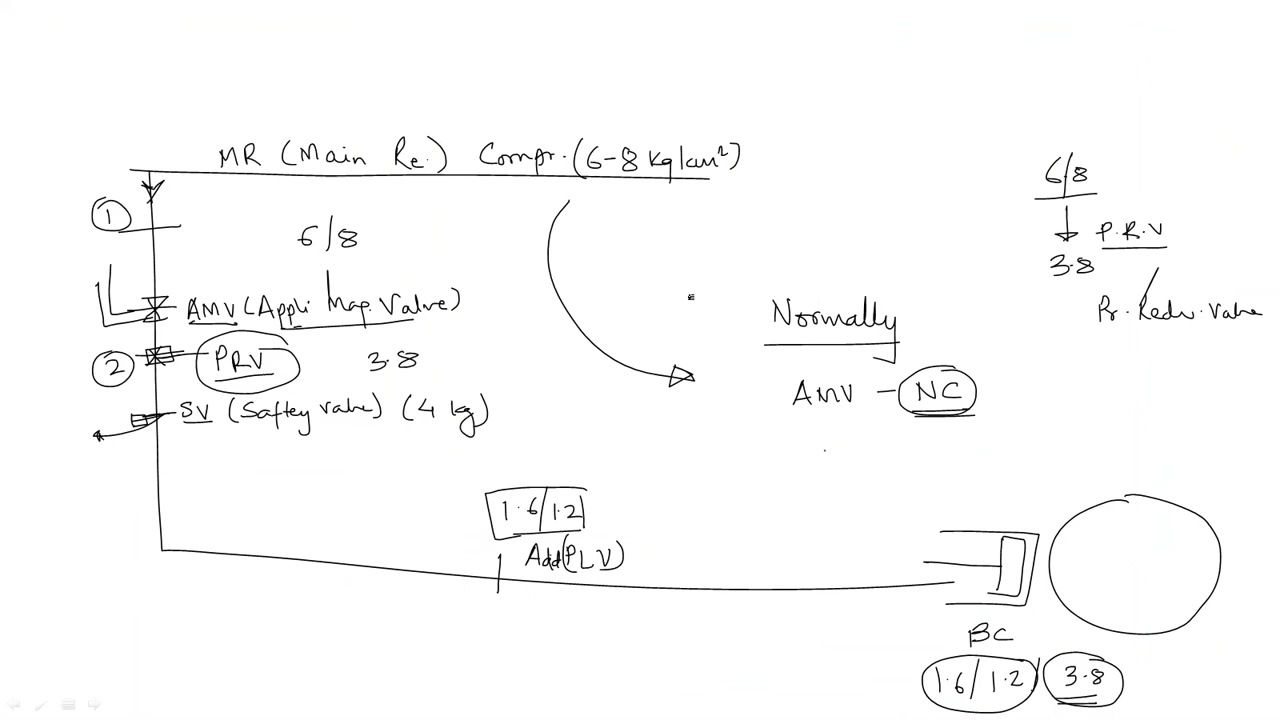 MR (Main Re.) Compr. (6-8 kg/cm²)
6/8
P.R.V
3.8
Pr. Redu. Valve
①
6/8
AMV (Appli Mag. Valve)
② PRV 3.8
SV (Saftey valve) (4 kg)
Normally
AMV - NC
1.6/1.2
Add (PLV)
BC
1.6/1.2 / 3.8